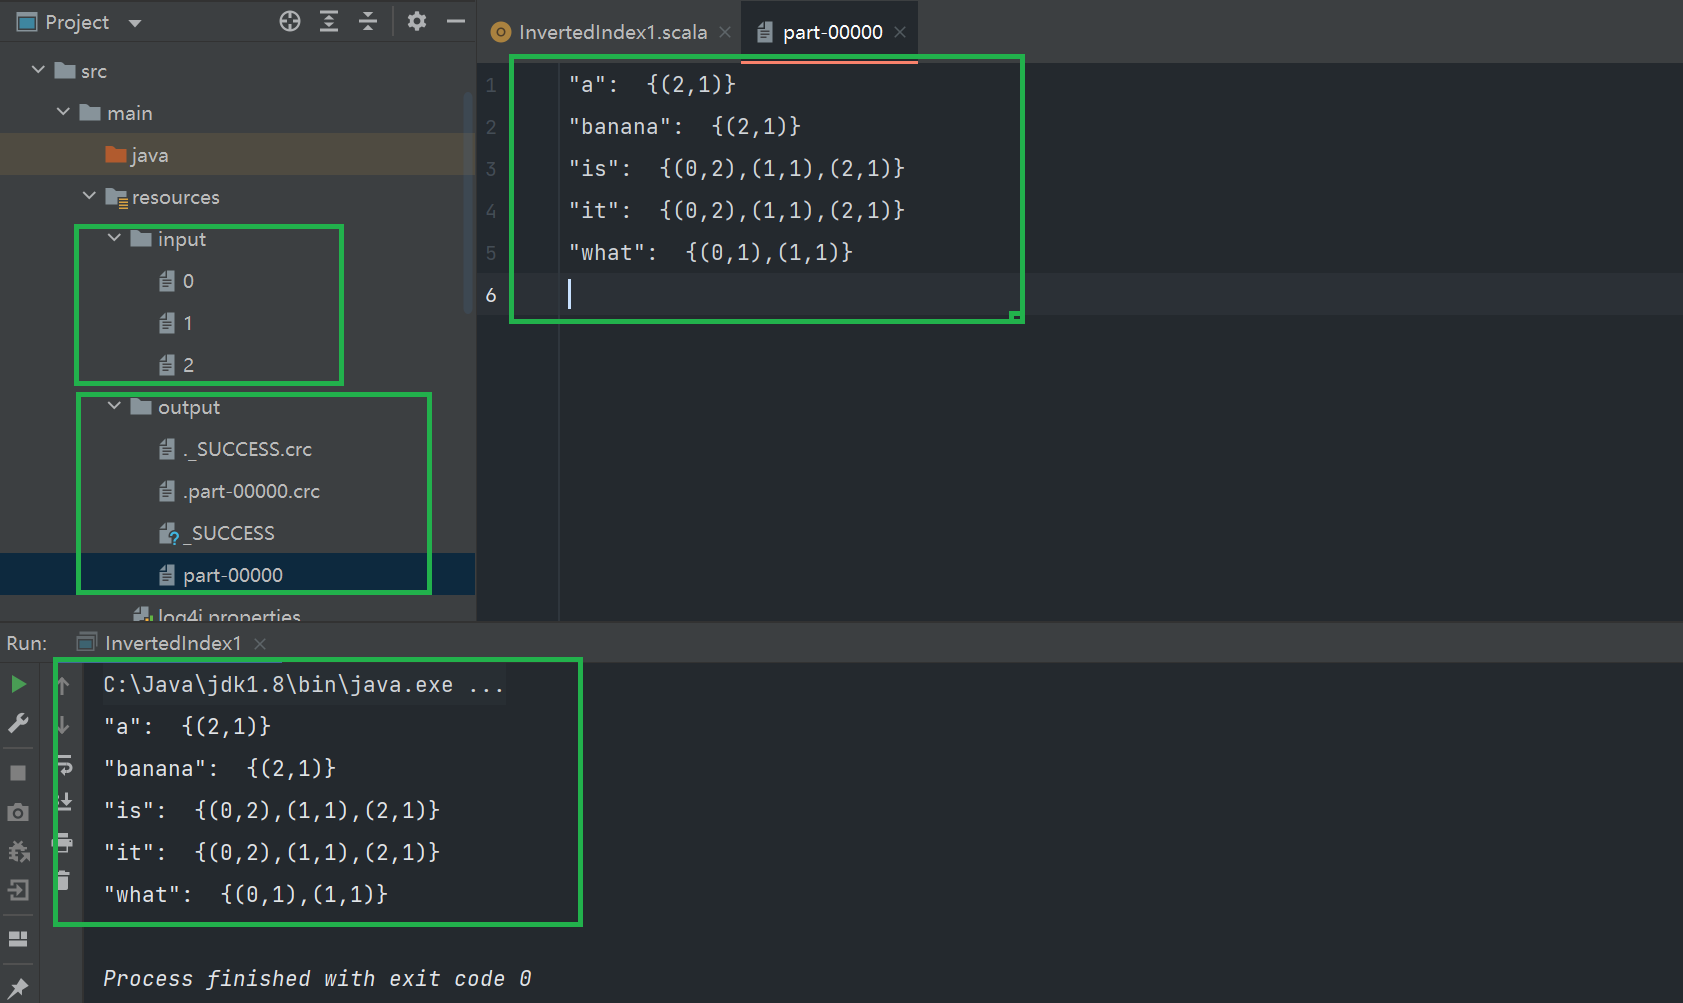 Project
src
main
java
resources
input
0
1
2
output
._SUCCESS.crc
.part-00000.crc
_SUCCESS
part-00000
log4j.properties
InvertedIndex1.scala
part-00000
1 "a":  {(2,1)}
2 "banana":  {(2,1)}
3 "is":  {(0,2),(1,1),(2,1)}
4 "it":  {(0,2),(1,1),(2,1)}
5 "what":  {(0,1),(1,1)}
6
Run: InvertedIndex1
C:\Java\jdk1.8\bin\java.exe ...
"a":  {(2,1)}
"banana":  {(2,1)}
"is":  {(0,2),(1,1),(2,1)}
"it":  {(0,2),(1,1),(2,1)}
"what":  {(0,1),(1,1)}
Process finished with exit code 0